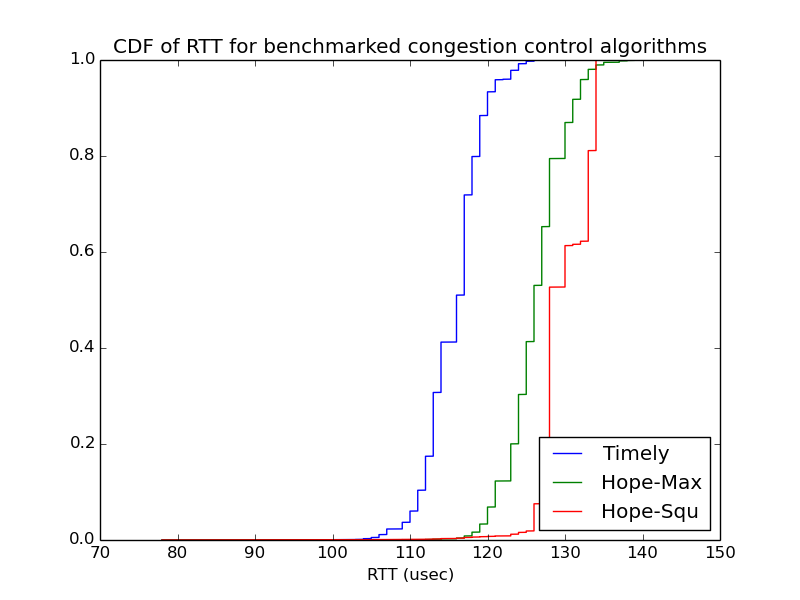 CDF of RTT for benchmarked congestion control algorithms
1.0
0.8
0.6
0.4
0.2
0.0
Timely
Hope-Max
Hope-Squ
70 80 90 100 110 120 130 140 150
RTT (usec)